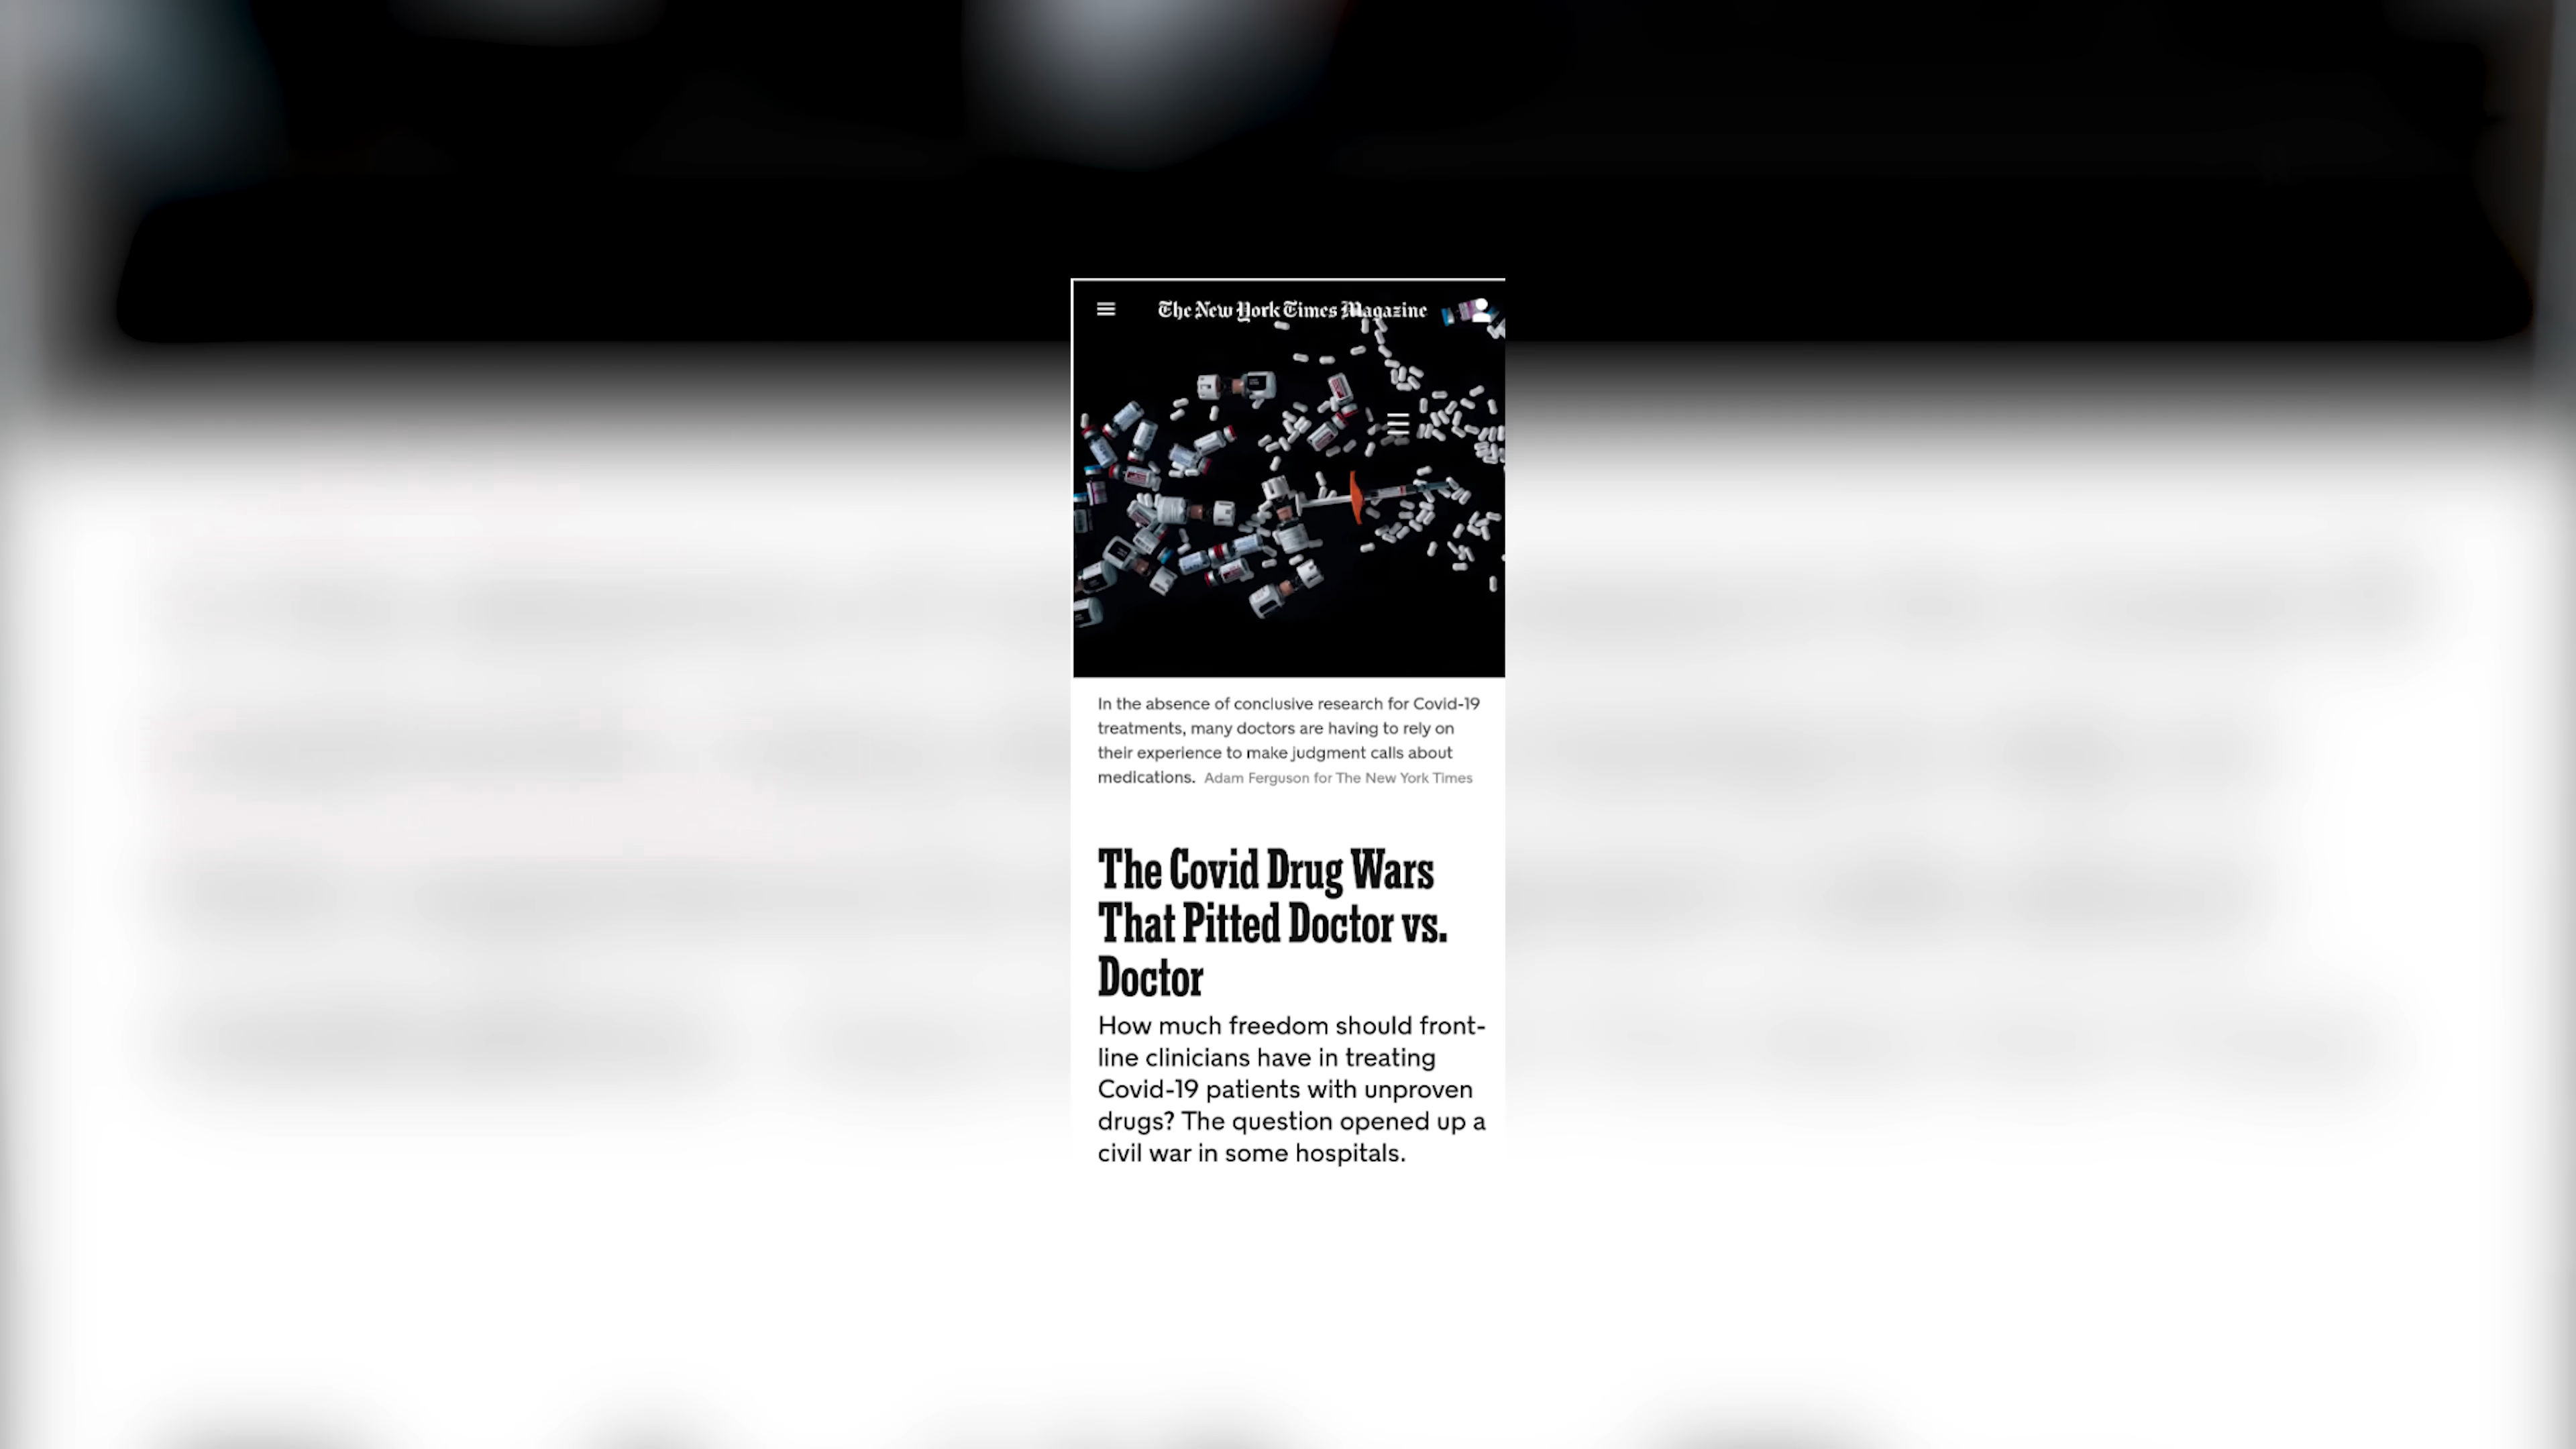 The New York Times Magazine
In the absence of conclusive research for Covid-19
treatments, many doctors are having to rely on
their experience to make judgment calls about
medications. Adam Ferguson for The New York Times
The Covid Drug Wars
That Pitted Doctor vs.
Doctor
How much freedom should front-
line clinicians have in treating
Covid-19 patients with unproven
drugs? The question opened up a
civil war in some hospitals.